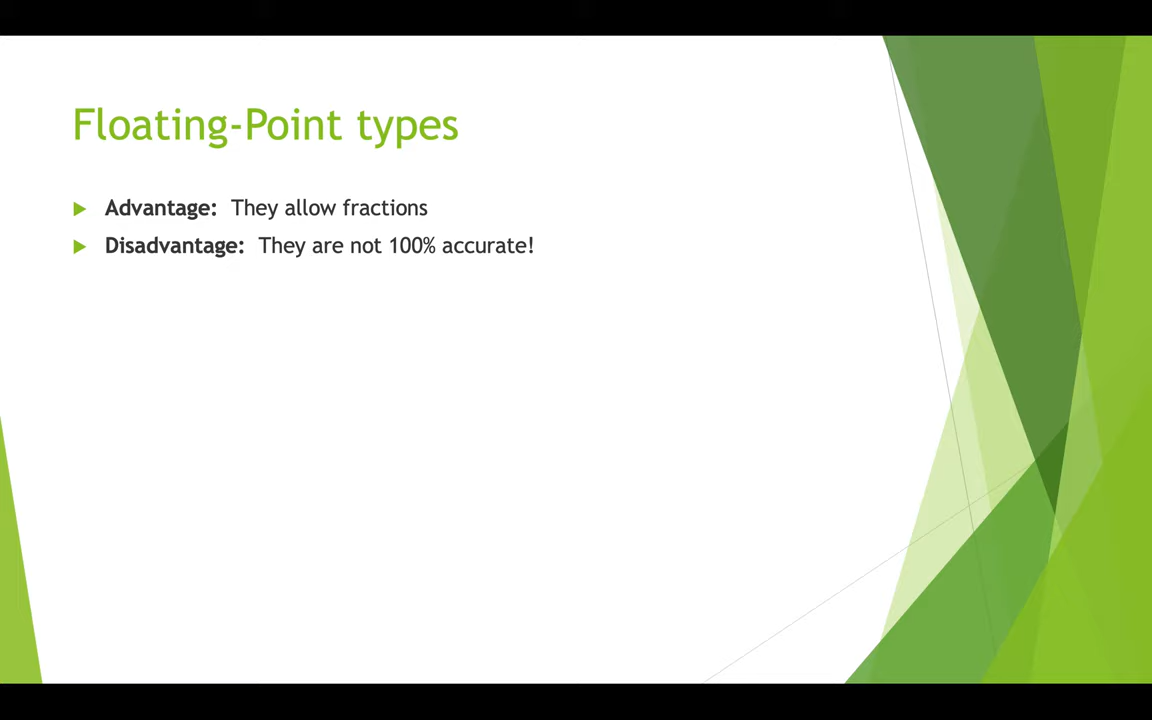 Floating-Point types
Advantage: They allow fractions
Disadvantage: They are not 100% accurate!